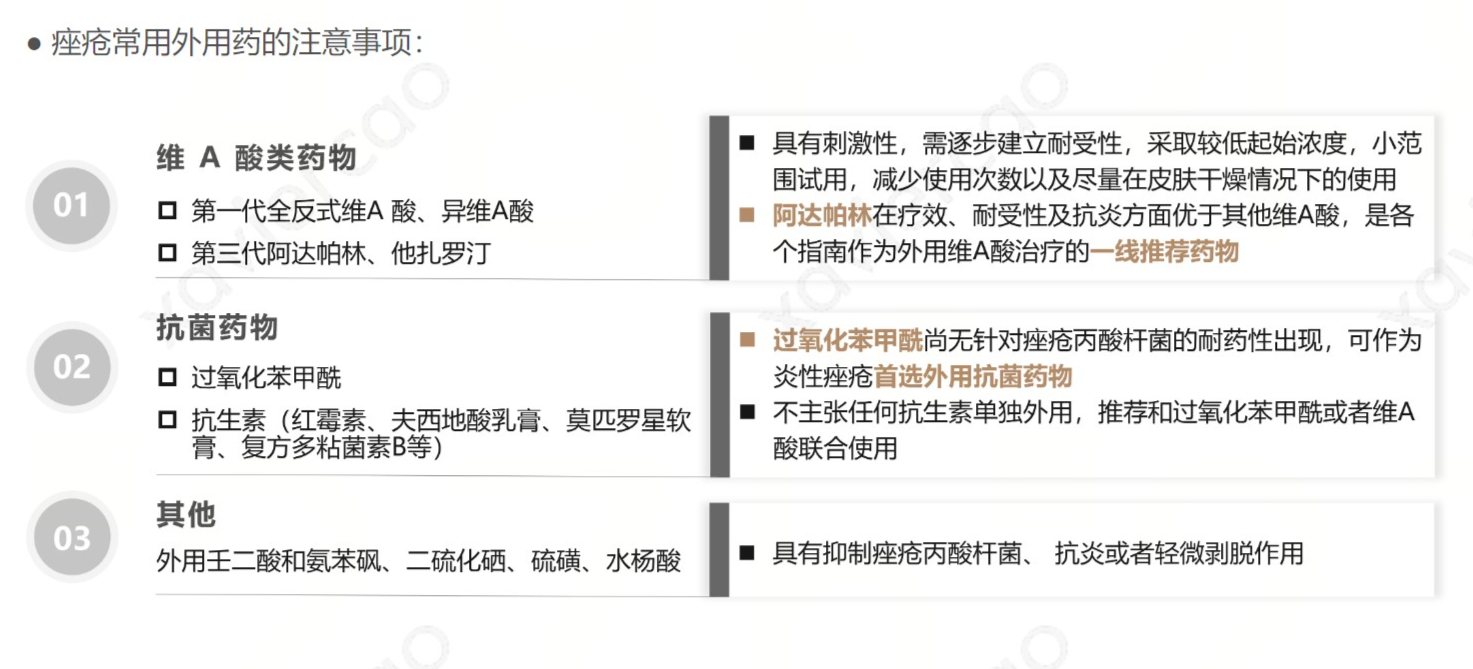 ● 痤疮常用外用药的注意事项：
01
维 A 酸类药物
第一代全反式维A 酸、异维A酸
第三代阿达帕林、他扎罗汀
■ 具有刺激性，需逐步建立耐受性，采取较低起始浓度，小范
围试用，减少使用次数以及尽量在皮肤干燥情况下的使用
■ 阿达帕林在疗效、耐受性及抗炎方面优于其他维A酸，是各
个指南作为外用维A酸治疗的一线推荐药物
02
抗菌药物
过氧化苯甲酰
抗生素（红霉素、夫西地酸乳膏、莫匹罗星软
膏、复方多粘菌素B等）
■ 过氧化苯甲酰尚无针对痤疮丙酸杆菌的耐药性出现，可作为
炎性痤疮首选外用抗菌药物
■ 不主张任何抗生素单独外用，推荐和过氧化苯甲酰或者维A
酸联合使用
03
其他
外用壬二酸和氨苯砜、二硫化硒、硫磺、水杨酸
■ 具有抑制痤疮丙酸杆菌、 抗炎或者轻微剥脱作用